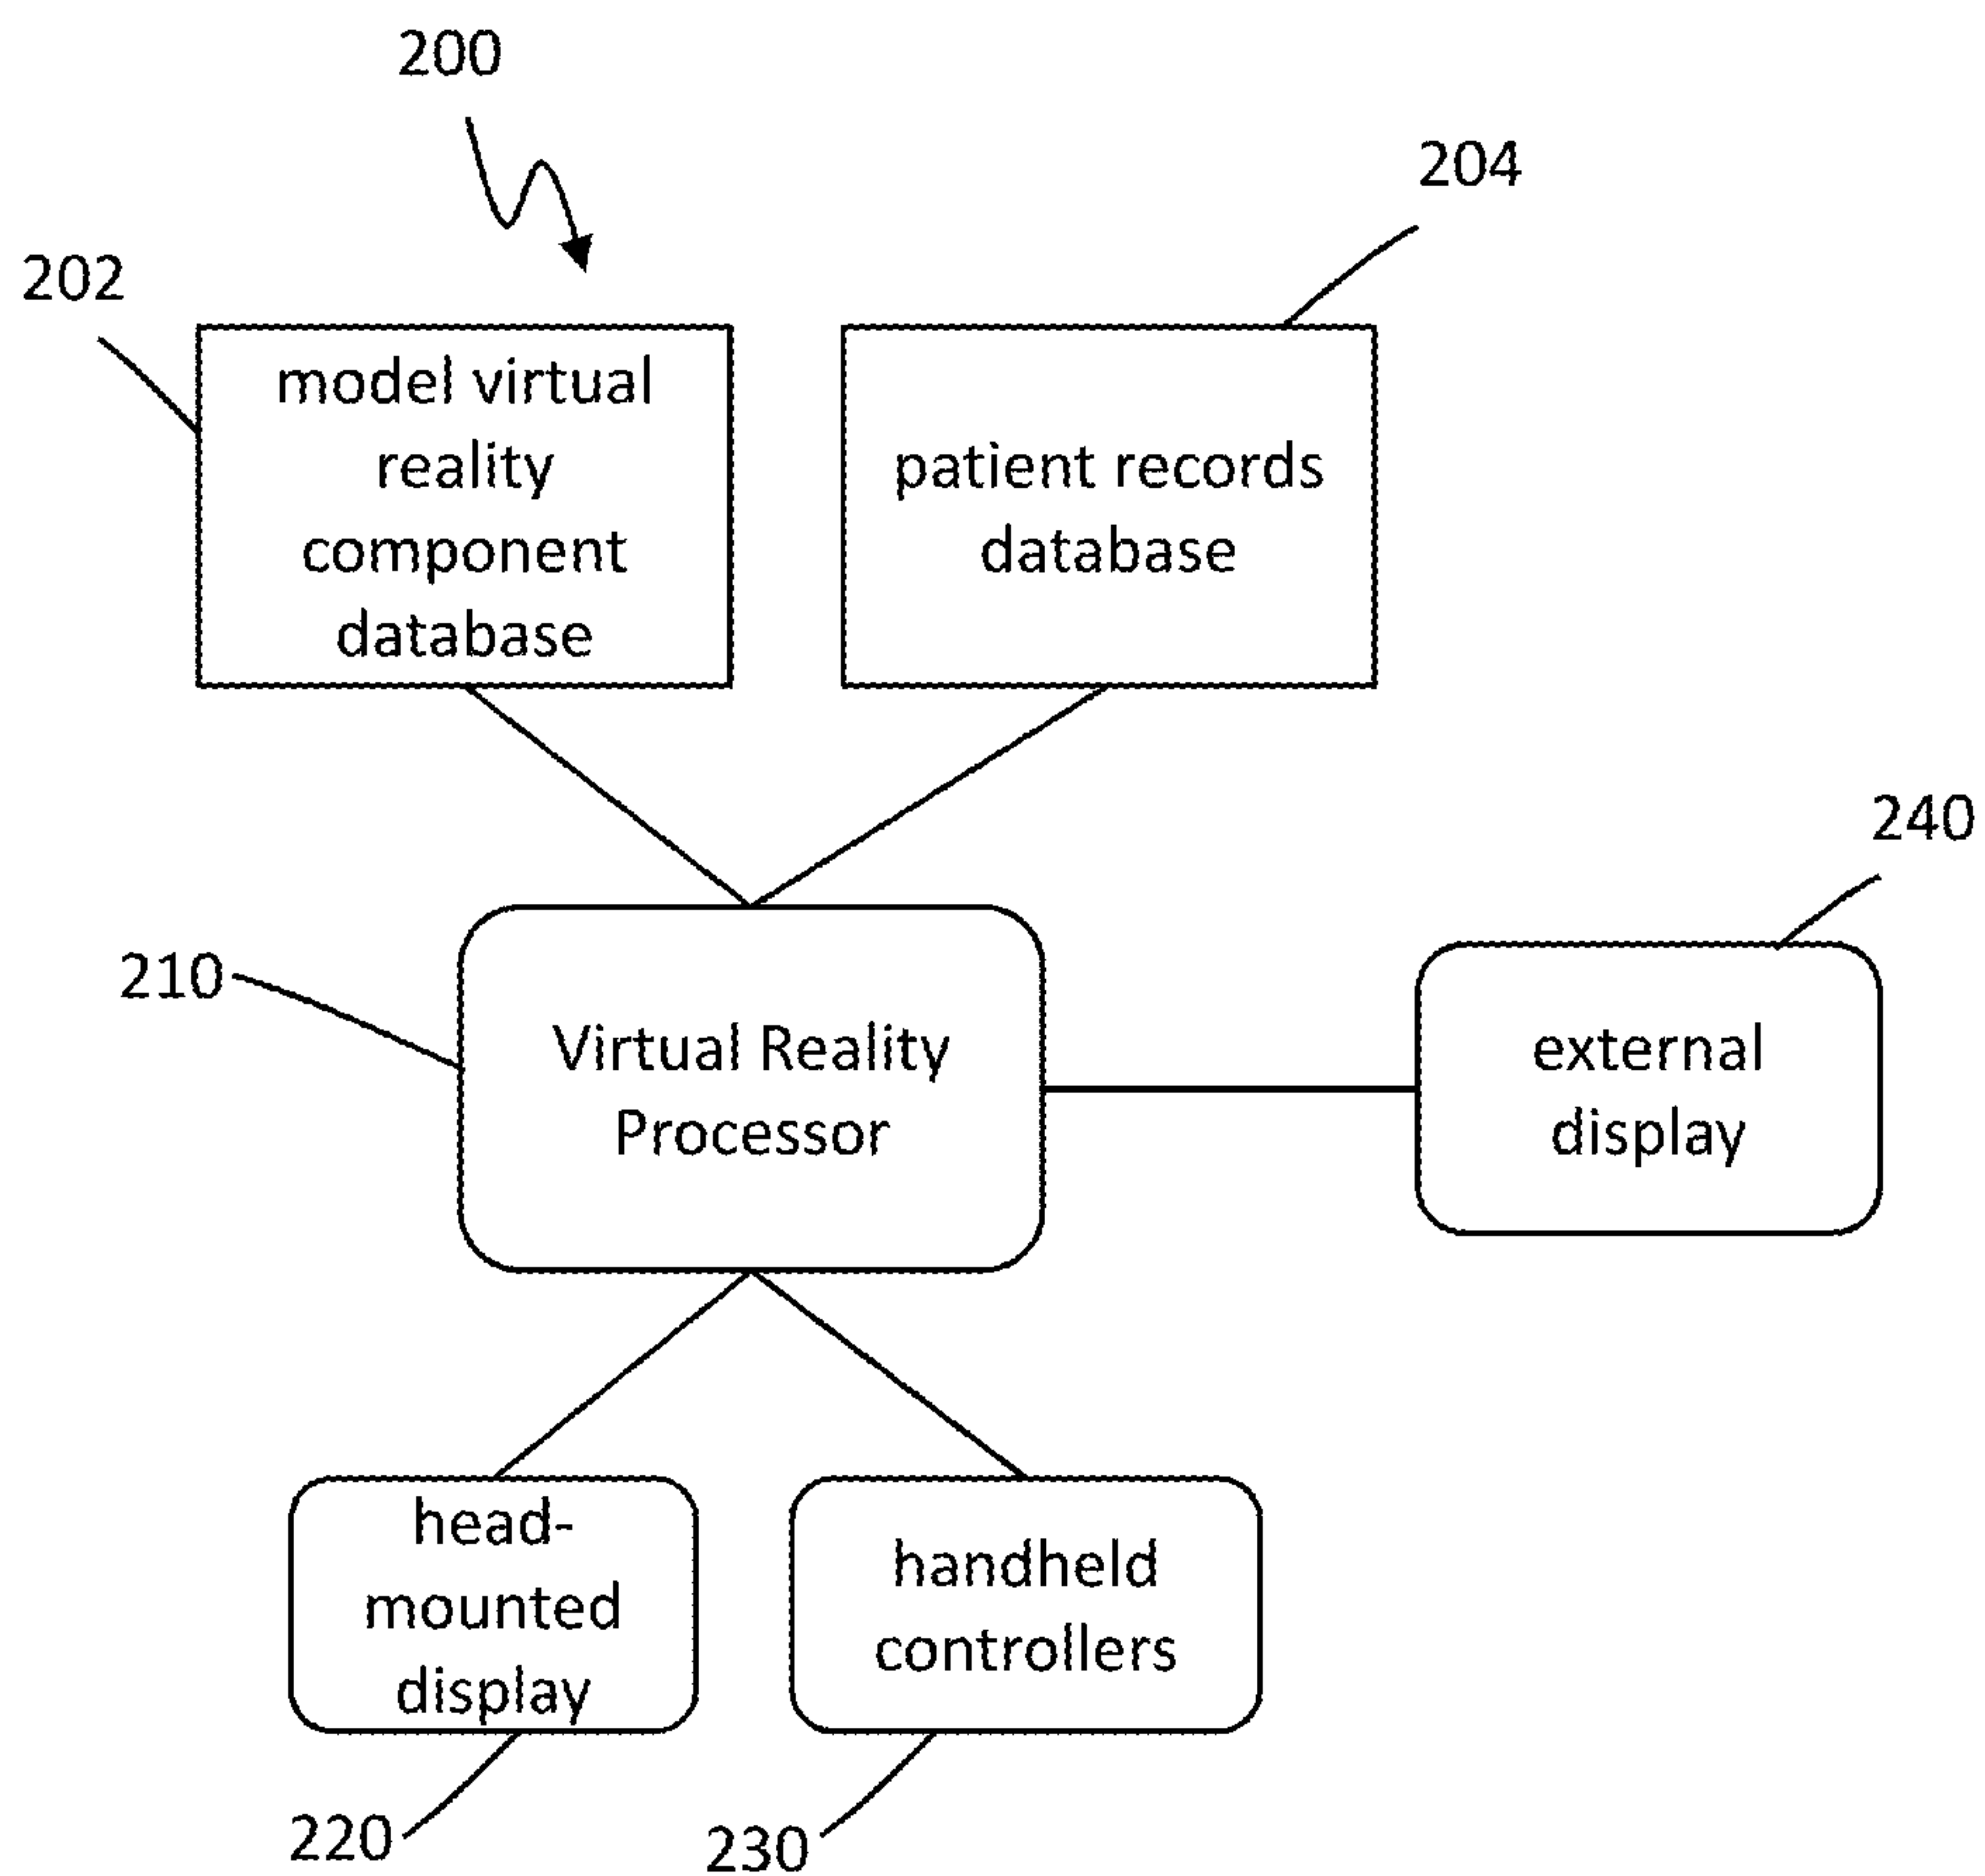 200
204
202
model virtual
reality
component
database
patient records
database
240
210
Virtual Reality
Processor
external
display
head-
mounted
display
handheld
controllers
220
230